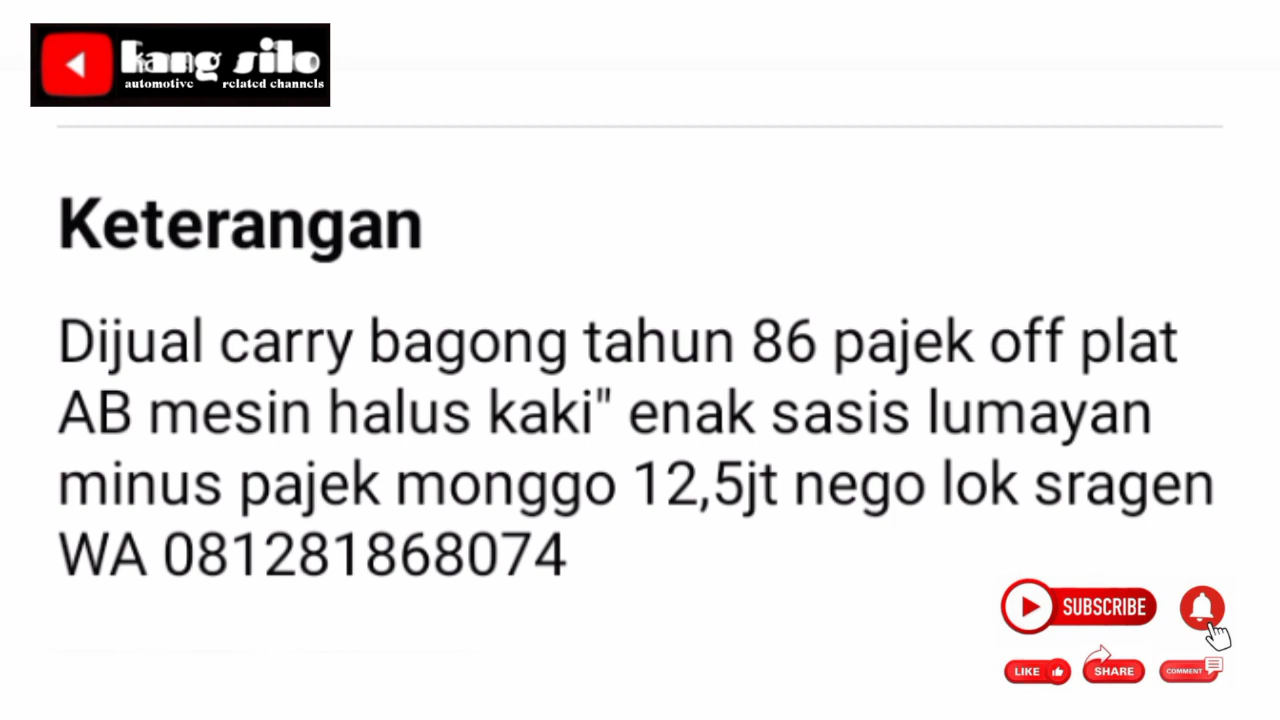 kang silo
automotive related channels
Keterangan
Dijual carry bagong tahun 86 pajek off plat
AB mesin halus kaki" enak sasis lumayan
minus pajek monggo 12,5jt nego lok sragen
WA 081281868074
SUBSCRIBE
LIKE SHARE COMMENT